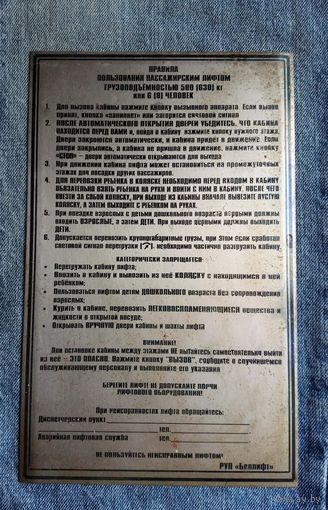 ПРАВИЛА
ПОЛЬЗОВАНИЯ ПАССАЖИРСКИМ ЛИФТОМ
ГРУЗОПОДЪЕМНОСТЬЮ 500 (630) кг
ИЛИ 6 (8) ЧЕЛОВЕК
1. Для вызова кабины нажмите кнопку вызывного аппарата. Если вызов
принят, кнопка «западает» или загорается световой сигнал
2. ПОСЛЕ АВТОМАТИЧЕСКОГО ОТКРЫТИЯ ДВЕРЕЙ УБЕДИТЕСЬ, ЧТО КАБИНА
НАХОДИТСЯ ПЕРЕД ВАМИ и, войдя в кабину нажмите кнопку нужного этажа.
Двери закроются автоматически, и кабина придет в движение. Если
двери закрылись, а кабина не пришла в движение, нажмите кнопку
«СТОП» – двери автоматически открываются для выхода
3. При движении кабина может останавливаться на промежуточных
этажах для посадки других пассажиров.
4. ДЛЯ ПЕРЕВОЗКИ РЕБЕНКА В КОЛЯСКЕ НЕОБХОДИМО ПЕРЕД ВХОДОМ В КАБИНУ
ОБЯЗАТЕЛЬНО ВЗЯТЬ РЕБЕНКА НА РУКИ И ВОЙТИ С НИМ В КАБИНУ, ПОСЛЕ ЧЕГО
ВВЕЗТИ ЗА СОБОЙ КОЛЯСКУ, ПРИ ВЫХОДЕ ИЗ КАБИНЫ ВНАЧАЛЕ ВЫВЕЗИТЕ ПУСТУЮ
КОЛЯСКУ, А ЗАТЕМ ВЫХОДИТЕ С РЕБЕНКОМ НА РУКАХ.
5. При поездке взрослых с детьми дошкольного возраста первыми должны
входить ВЗРОСЛЫЕ, а затем ДЕТИ. При выходе первыми должны выходить
ДЕТИ.
6. Допускается перевозить крупногабаритные грузы, при этом если сработал
световой сигнал перегрузки необходимо частично разгрузить кабину.
КАТЕГОРИЧЕСКИ ЗАПРЕЩАЕТСЯ:
• Перегружать кабину лифта;
• Ввозить в кабину и вывозить из неё КОЛЯСКУ с находящимся в ней
ребёнком;
• Пользоваться лифтом детям ДОШКОЛЬНОГО возраста без сопровождения
взрослых;
• Курить в кабине, перевозить ЛЕГКОВОСПЛАМЕНЯЮЩИЕСЯ вещества и
жидкости в открытой посуде;
• Открывать ВРУЧНУЮ двери кабины и шахты лифта
ВНИМАНИЕ!
При остановке кабины между этажами НЕ пытайтесь самостоятельно выйти
из неё – ЭТО ОПАСНО. Нажмите кнопку "ВЫЗОВ", сообщите о случившемся
обслуживающему персоналу и выполняйте его указания
БЕРЕГИТЕ ЛИФТ! НЕ ДОПУСКАЙТЕ ПОРЧИ
ЛИФТОВОГО ОБОРУДОВАНИЯ!
При неисправностях лифта обращайтесь:
Диспетчерский пункт
тел.
Аварийная лифтовая служба тел.
НЕ ПОЛЬЗУЙТЕСЬ НЕИСПРАВНЫМ ЛИФТОМ!
РУП «Беллифт»